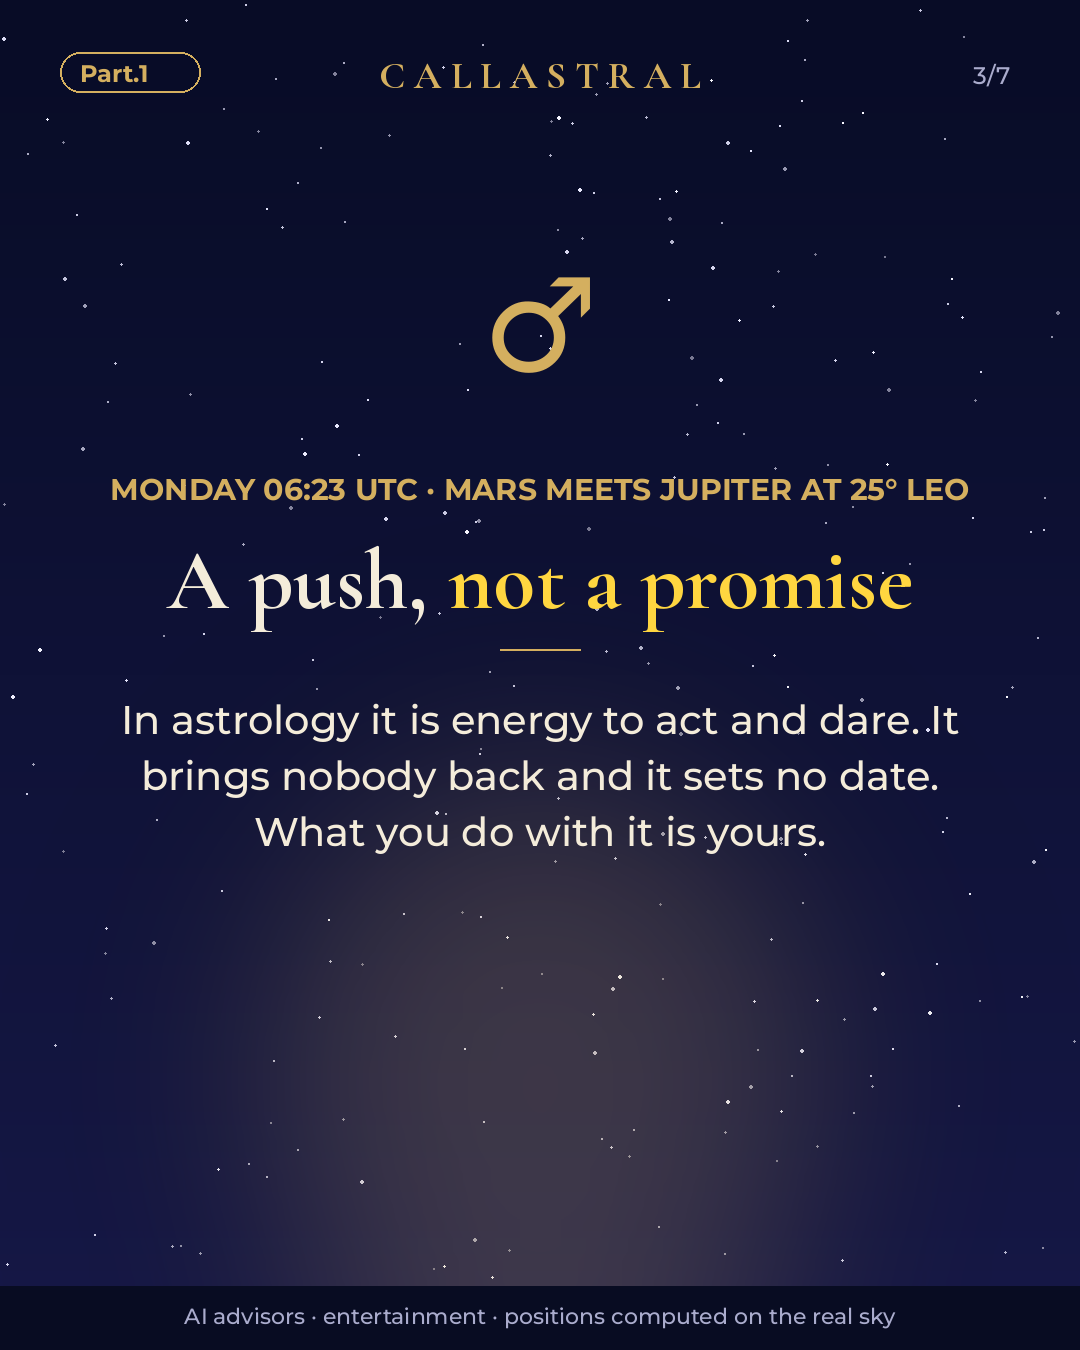 Part.1
CALLASTRAL
3/7
MONDAY 06:23 UTC · MARS MEETS JUPITER AT 25° LEO
A push, not a promise
In astrology it is energy to act and dare. It
brings nobody back and it sets no date.
What you do with it is yours.
AI advisors · entertainment · positions computed on the real sky